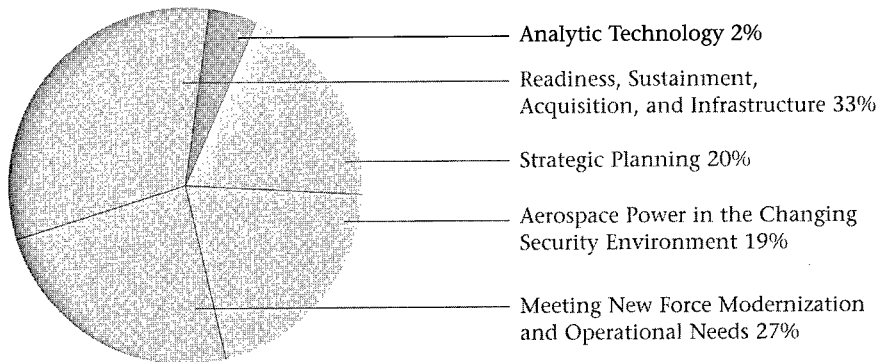 Analytic Technology 2%
Readiness, Sustainment,
Acquisition, and Infrastructure 33%
Strategic Planning 20%
Aerospace Power in the Changing
Security Environment 19%
Meeting New Force Modernization
and Operational Needs 27%